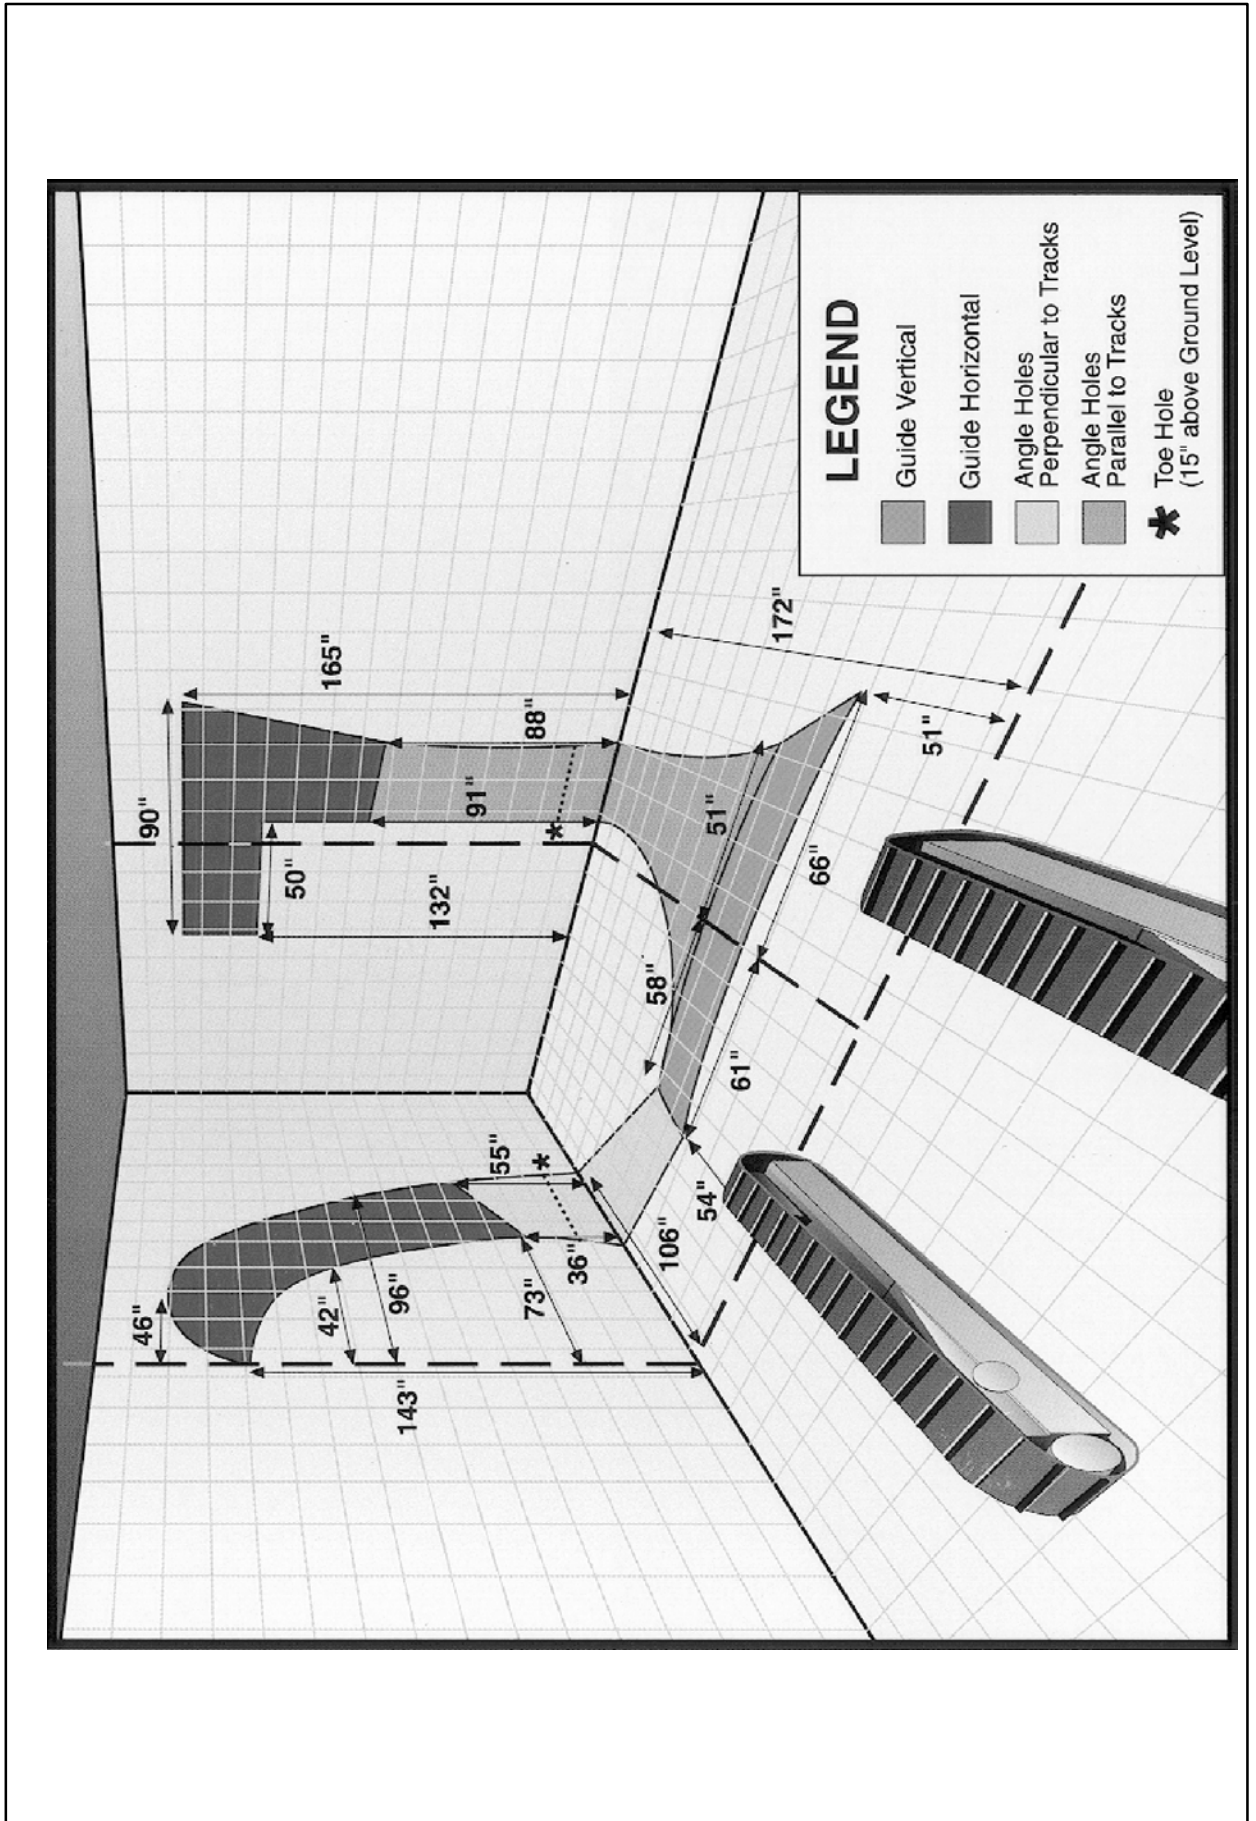 46"
143"
42"
96"
73"
36"
55"
106"
54"
90"
50"
132"
165"
91"
88"
*
*
58"
51"
61"
66"
51"
172"
LEGEND
Guide Vertical
Guide Horizontal
Angle Holes
Perpendicular to Tracks
Angle Holes
Parallel to Tracks
* Toe Hole
(15" above Ground Level)